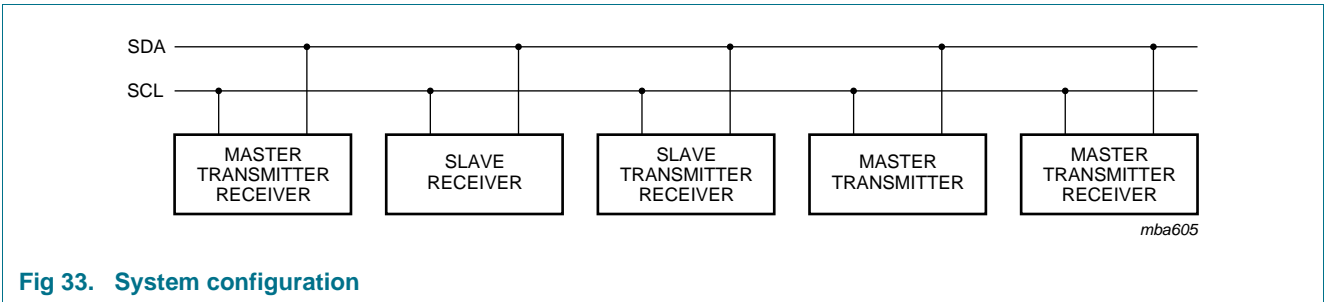 SDA
SCL
MASTER
TRANSMITTER
RECEIVER
SLAVE
RECEIVER
SLAVE
TRANSMITTER
RECEIVER
MASTER
TRANSMITTER
MASTER
TRANSMITTER
RECEIVER
mba605
Fig 33. System configuration